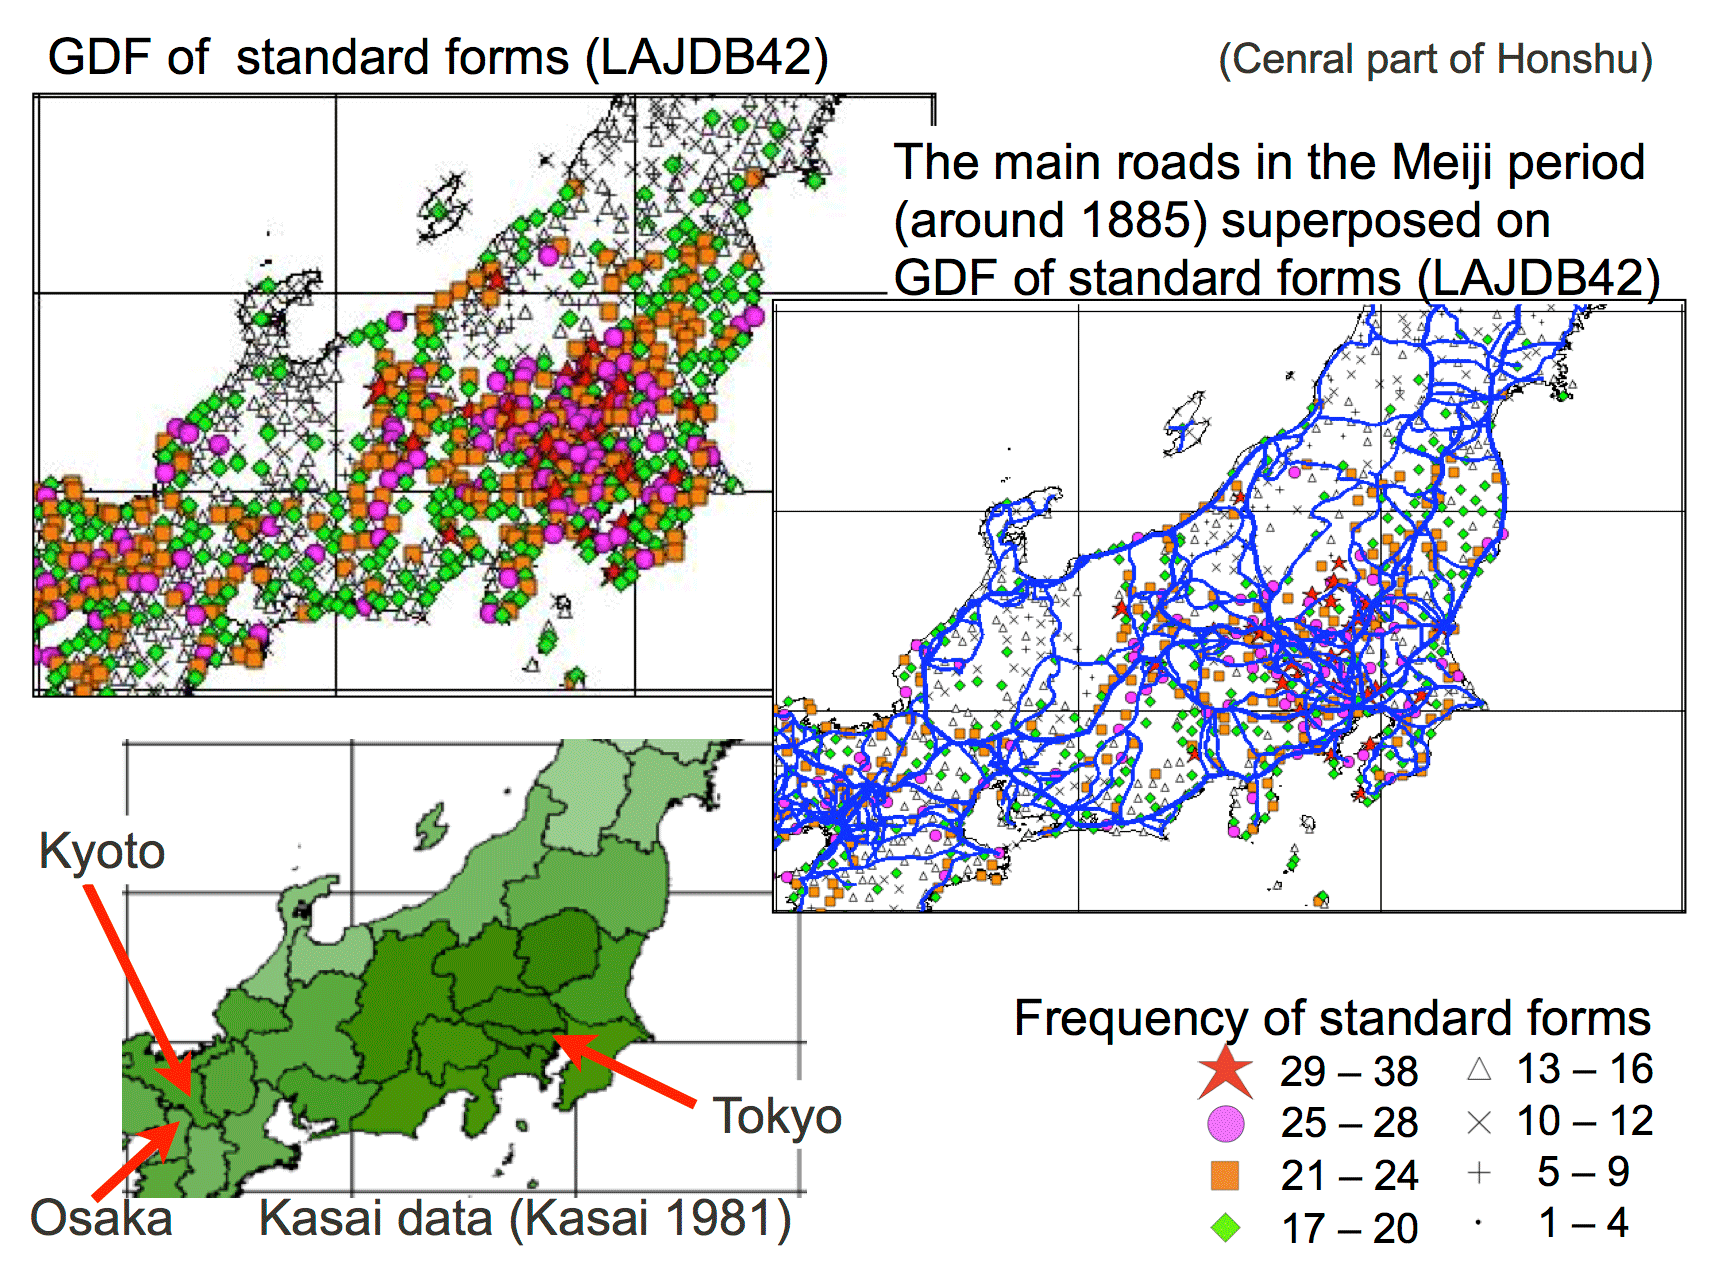 GDF of  standard forms (LAJDB42)
(Cenral part of Honshu)
The main roads in the Meiji period
(around 1885) superposed on
GDF of standard forms (LAJDB42)
Kyoto
Tokyo
Osaka
Kasai data (Kasai 1981)
Frequency of standard forms
29 – 38
13 – 16
25 – 28
10 – 12
21 – 24
5 – 9
17 – 20
1 – 4